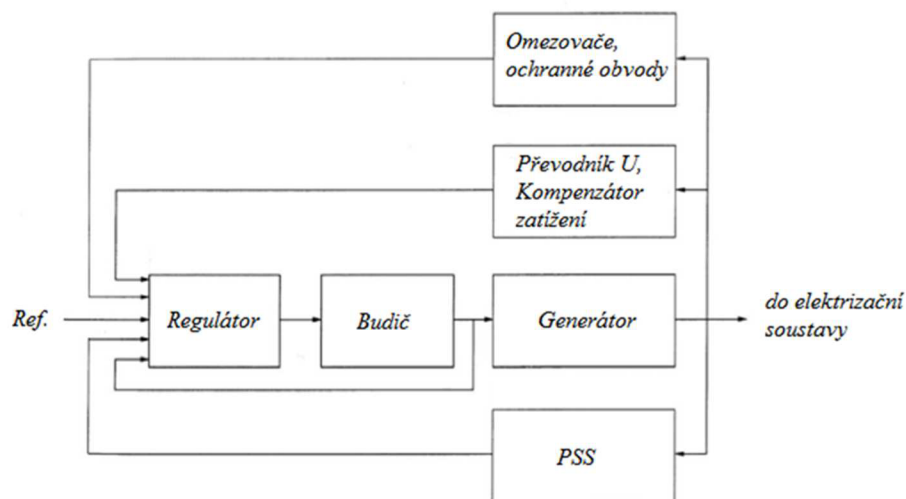 Omezovače,
ochranné obvody
Převodník U,
Kompenzátor
zatížení
Ref.
Regulátor
Budič
Generátor
do elektrizační
soustavy
PSS